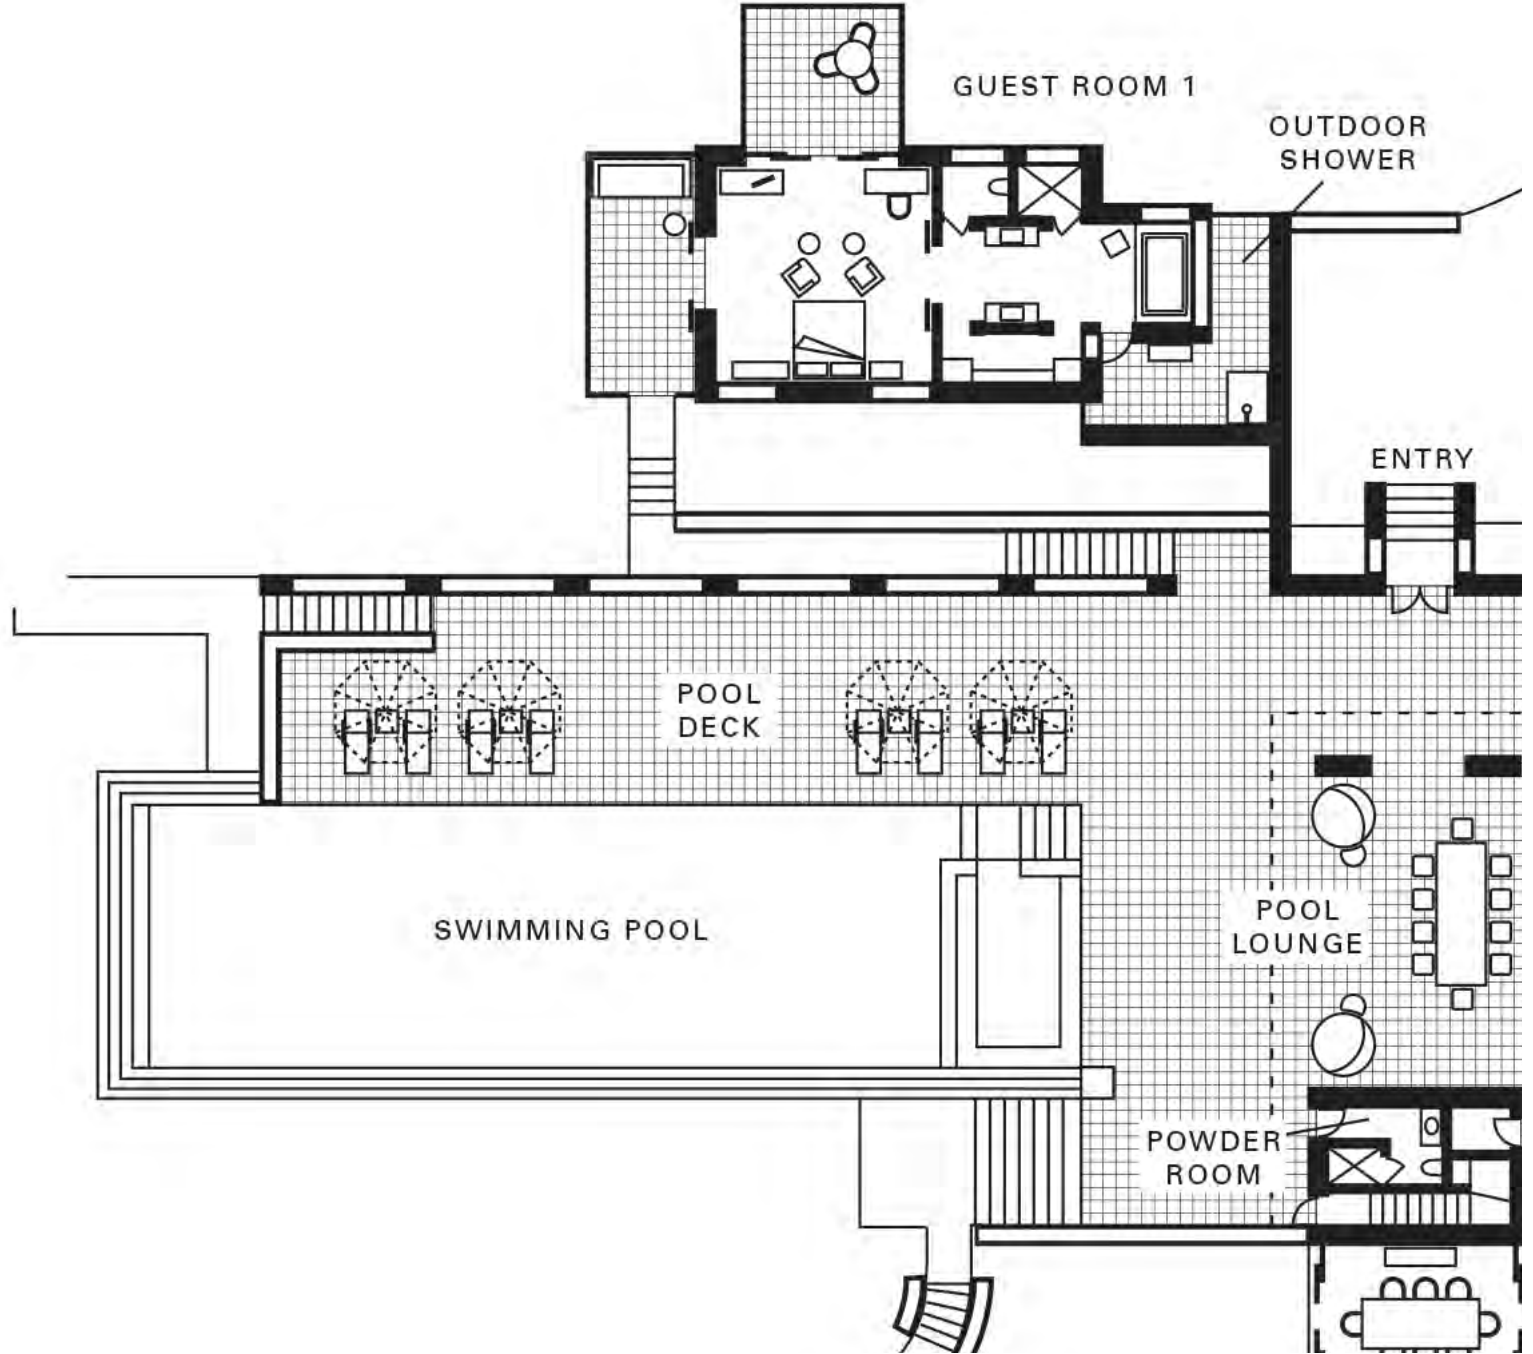 GUEST ROOM 1
OUTDOOR
SHOWER
ENTRY
POOL
DECK
SWIMMING POOL
POOL
LOUNGE
POWDER
ROOM